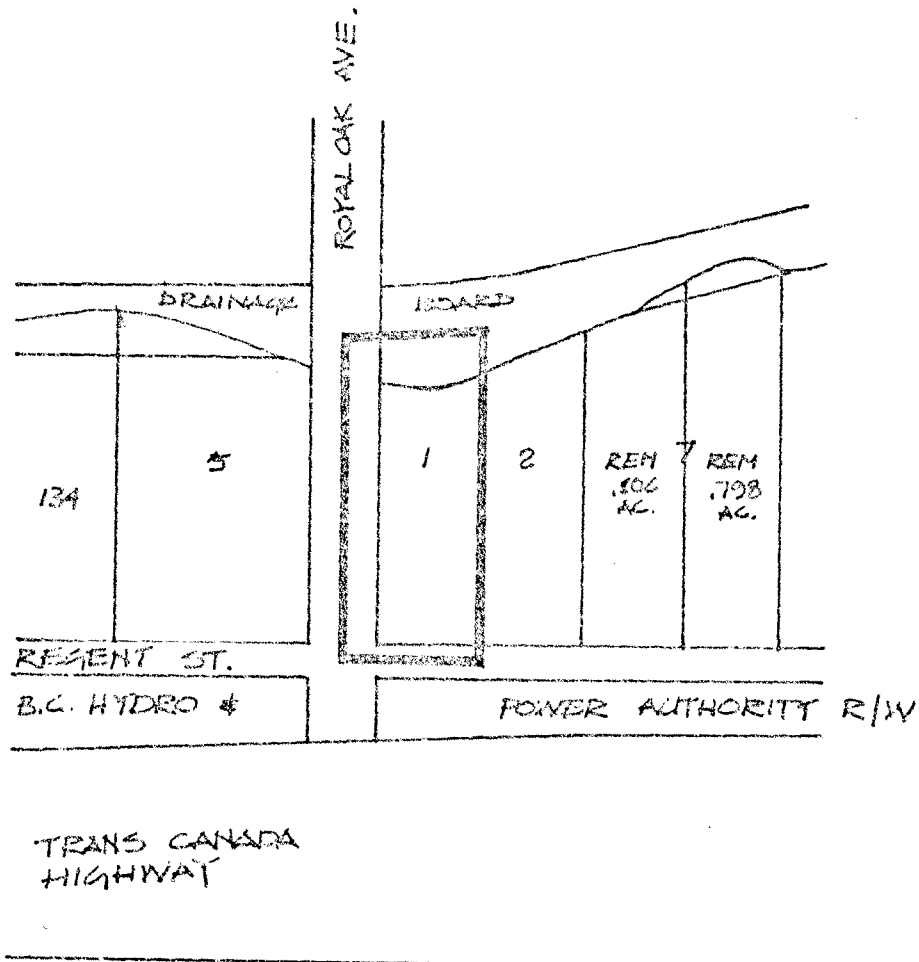 ROYAL OAK AVE.
DRAINAGE BOARD
134
5
1
2
REM
.806
AC.
7
REM
.798
AC.
REGENT ST.
B.C. HYDRO & POWER AUTHORITY R/W
TRANS CANADA
HIGHWAY